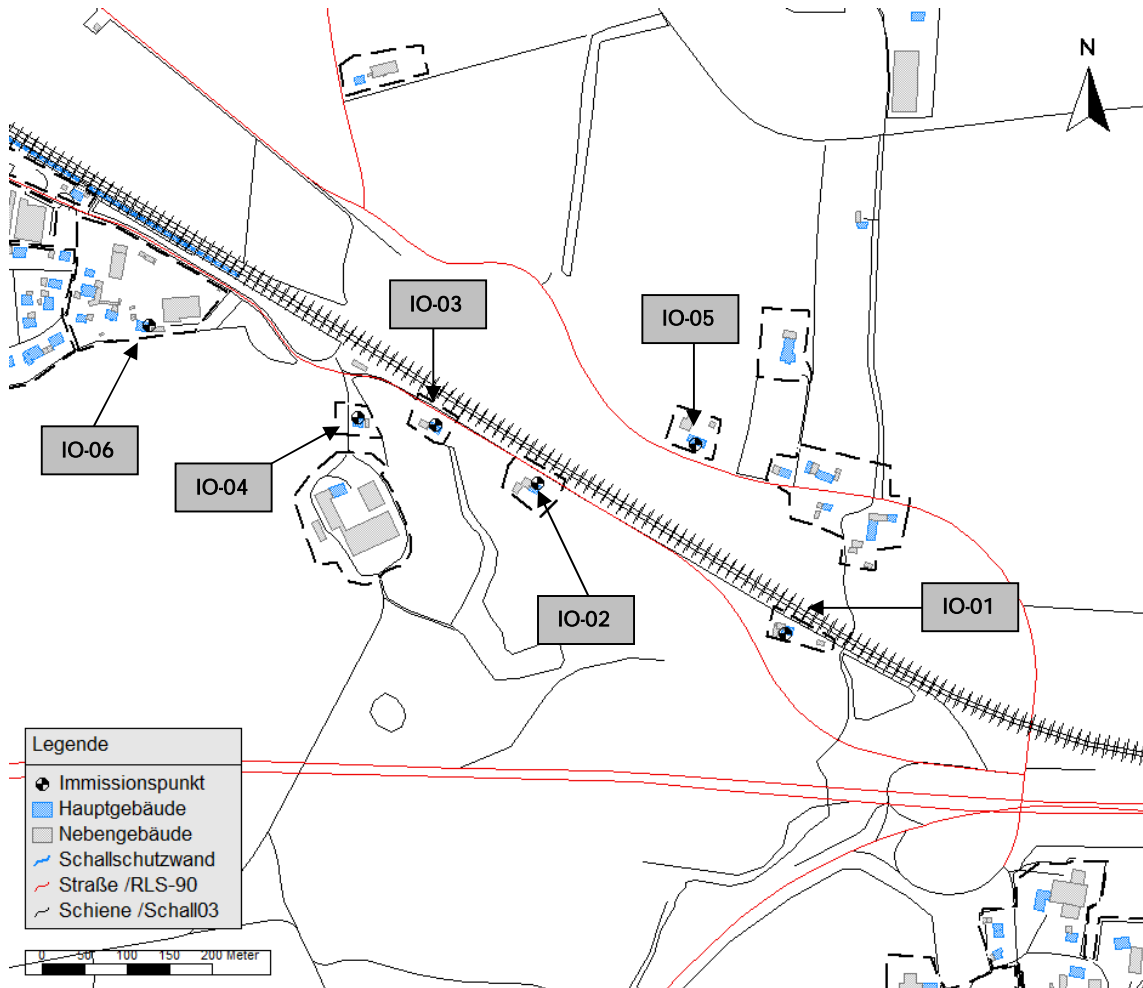 N
IO-03
IO-05
IO-06
IO-04
IO-02
IO-01
Legende
Immissionspunkt
Hauptgebäude
Nebengebäude
Schallschutzwand
Straße /RLS-90
Schiene /Schall03
0 50 100 150 200 Meter